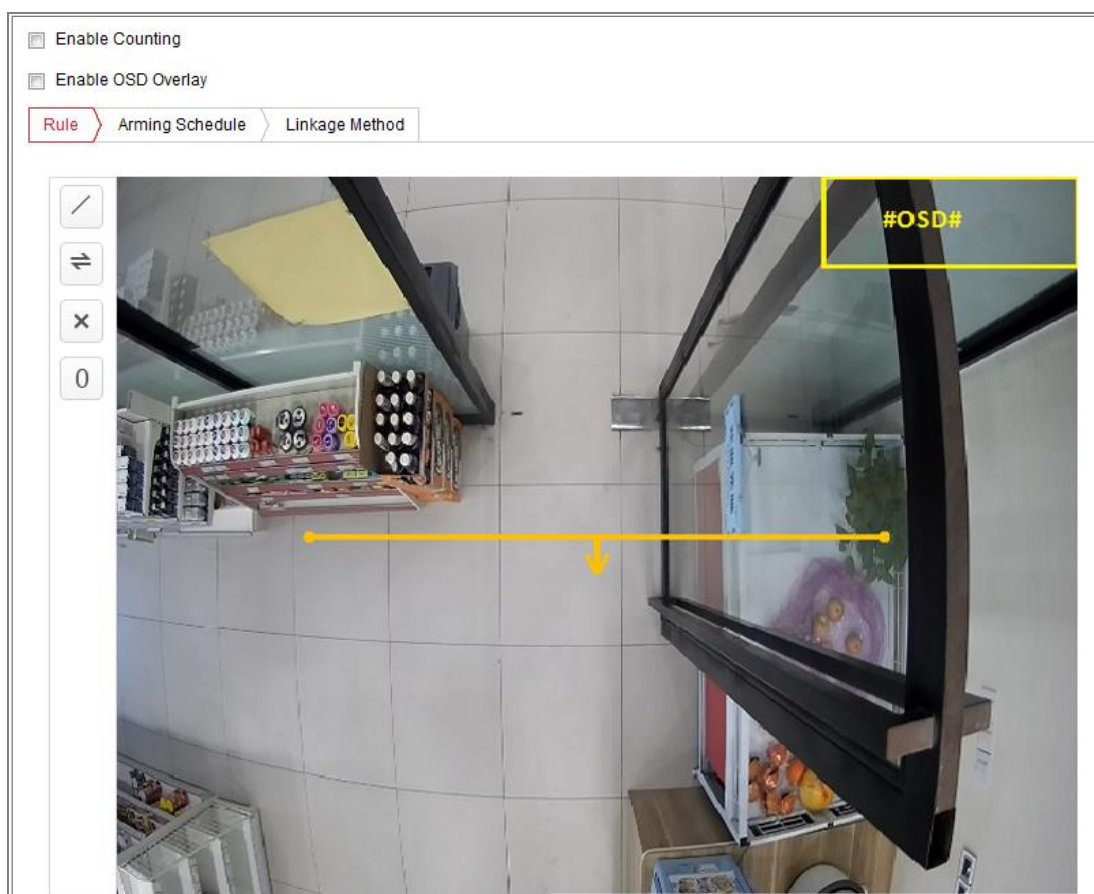 Enable Counting
Enable OSD Overlay
Rule
Arming Schedule
Linkage Method
#OSD#
0